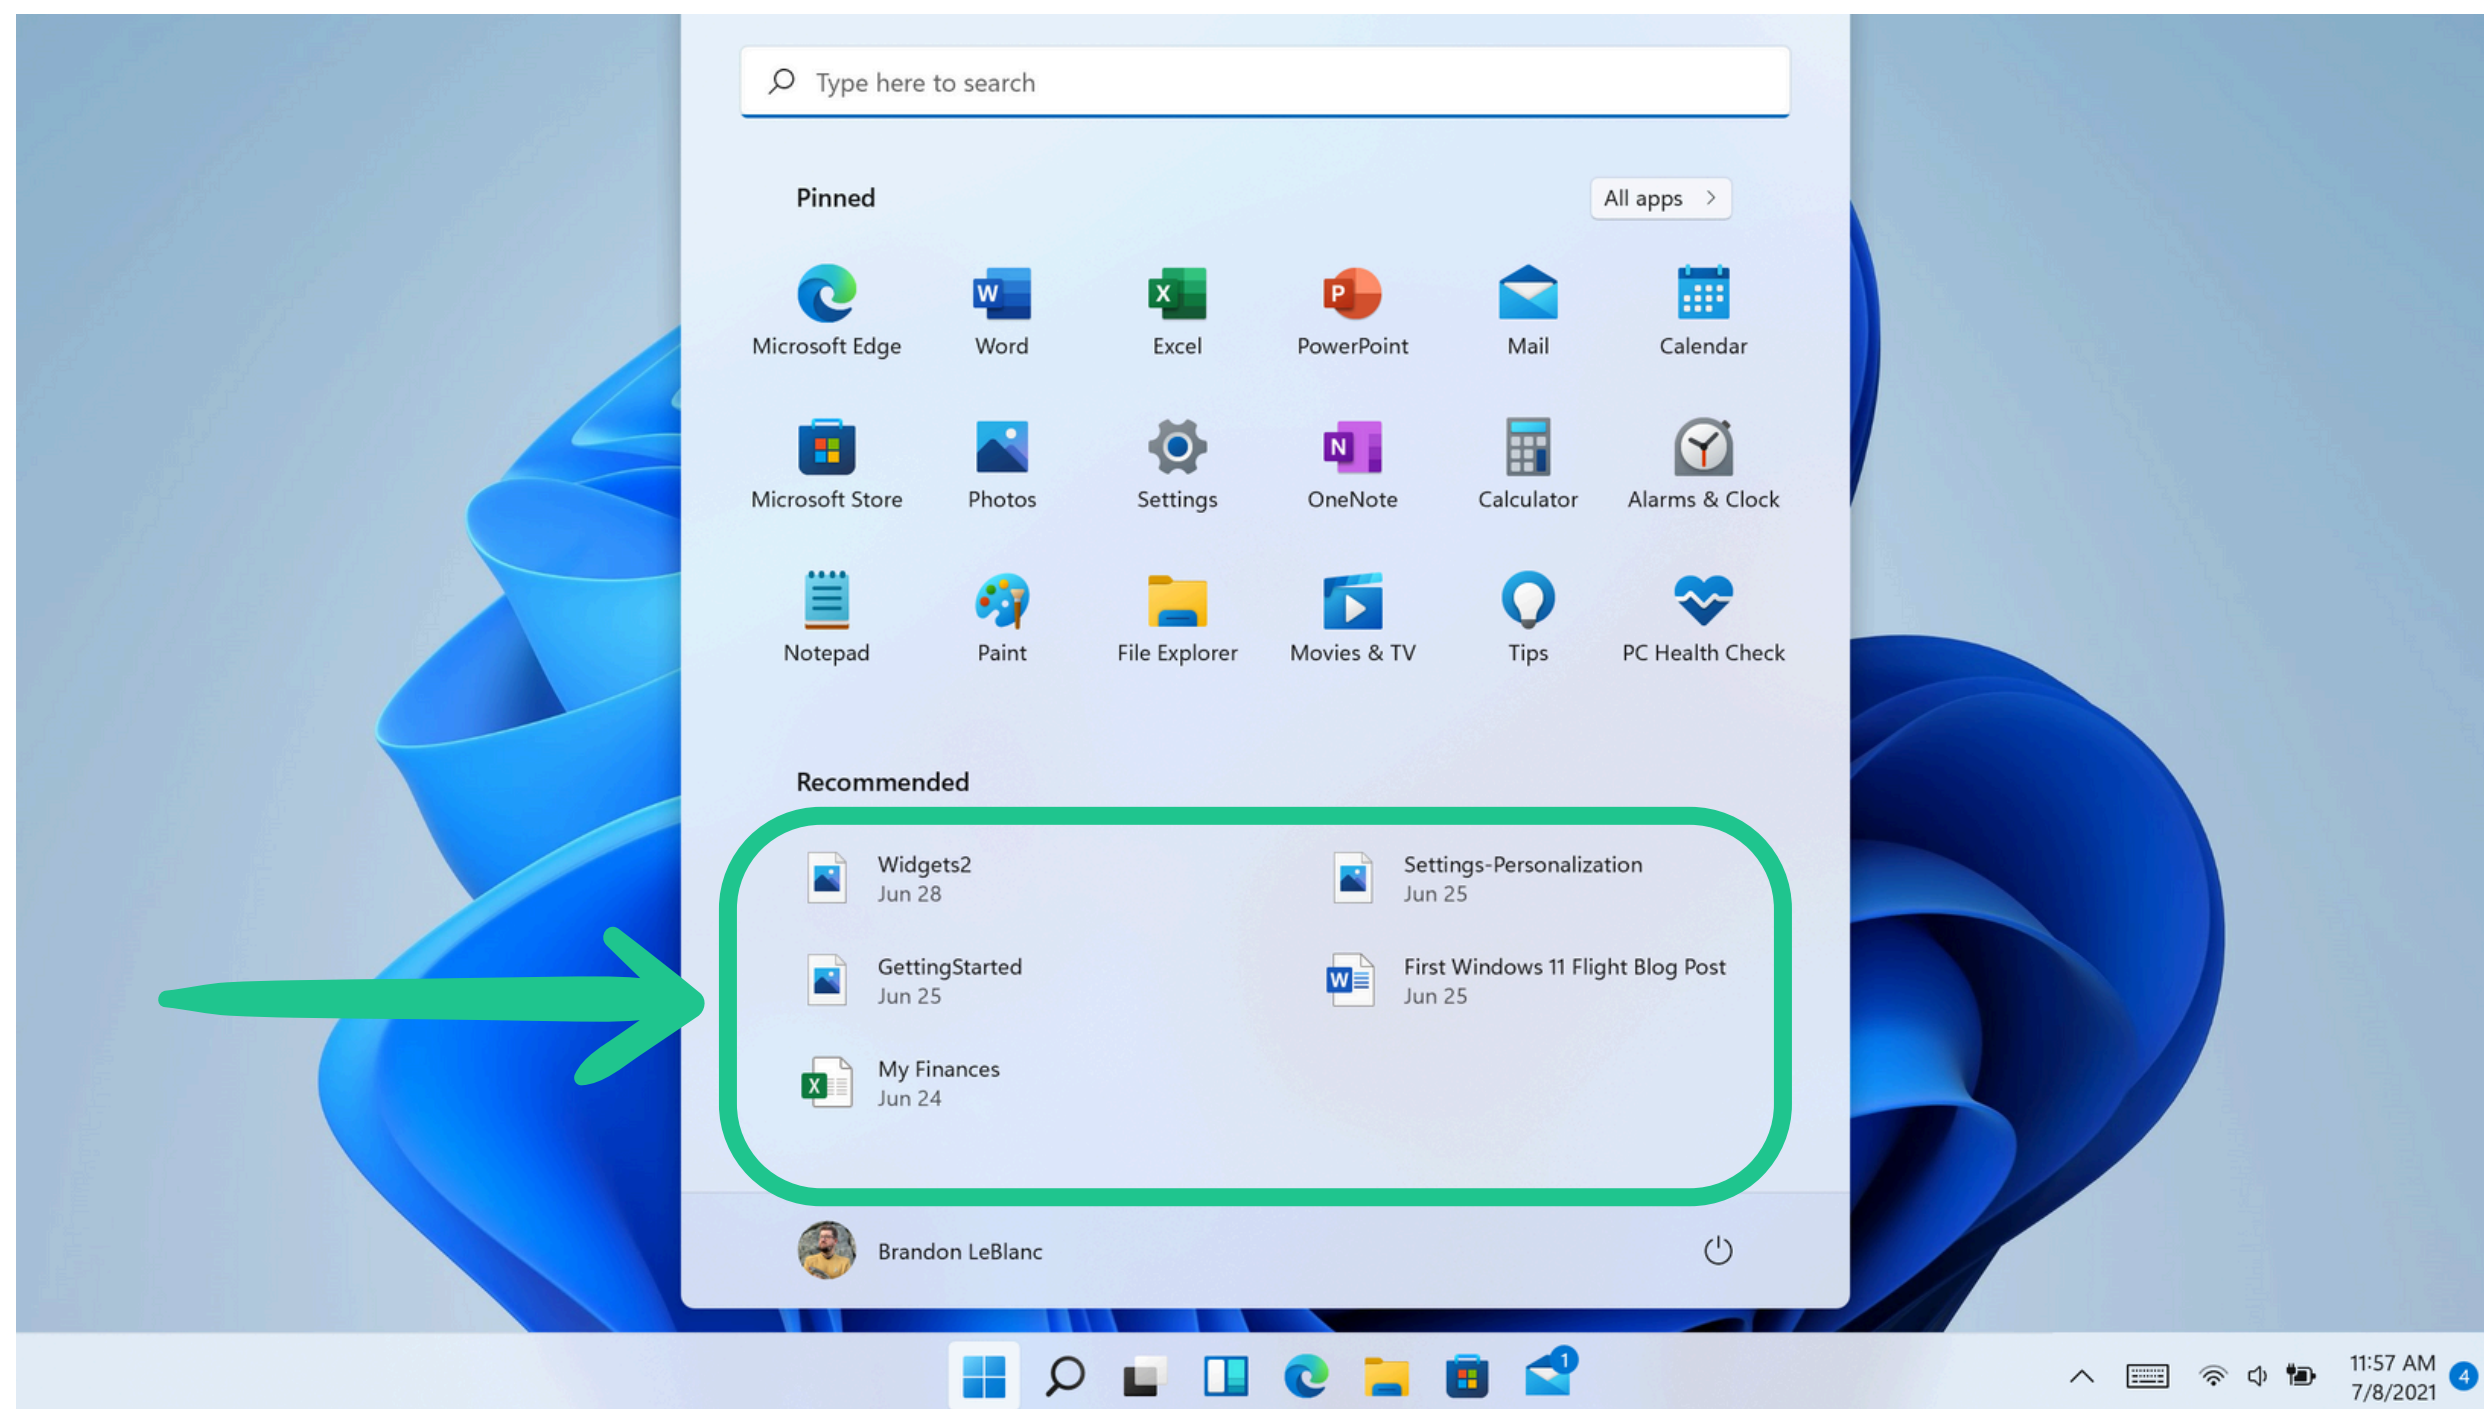 Type here to search
Pinned
All apps
Microsoft Edge
Word
Excel
PowerPoint
Mail
Calendar
Microsoft Store
Photos
Settings
OneNote
Calculator
Alarms & Clock
Notepad
Paint
File Explorer
Movies & TV
Tips
PC Health Check
Recommended
Widgets2
Jun 28
Settings-Personalization
Jun 25
GettingStarted
Jun 25
First Windows 11 Flight Blog Post
Jun 25
My Finances
Jun 24
Brandon LeBlanc
1
11:57 AM
7/8/2021
4